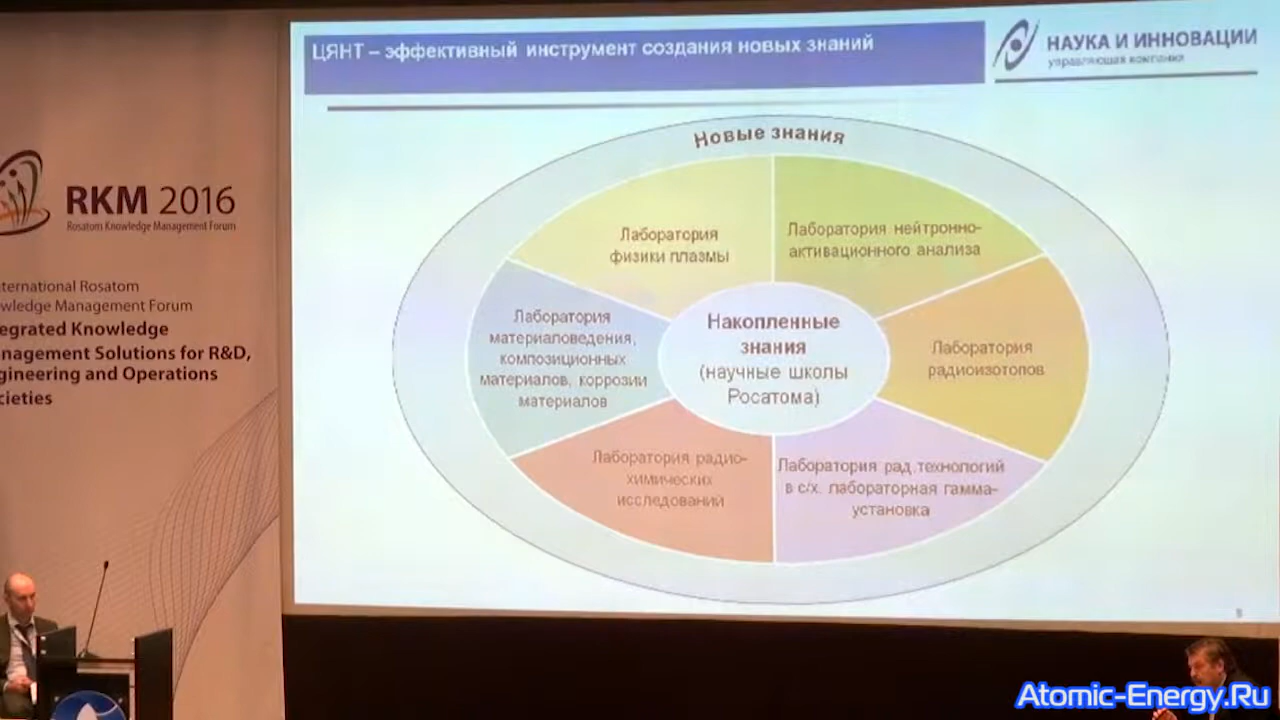 ЦЯНТ – эффективный инструмент создания новых знаний
НАУКА И ИННОВАЦИИ
управляющая компания
Новые знания
Лаборатория
физики плазмы
Лаборатория нейтронно-
активационного анализа
Лаборатория
материаловедения,
композиционных
материалов, коррозии
материалов
Накопленные
знания
(научные школы
Росатома)
Лаборатория
радиоизотопов
Лаборатория радио-
химических
исследований
Лаборатория рад.технологий
в с/х. лабораторная гамма-
установка
RKM 2016
Rosatom Knowledge Management Forum
ternational Rosatom
wledge Management Forum
egrated Knowledge
nagement Solutions for R&D,
gineering and Operations
cieties
Atomic-Energy.Ru